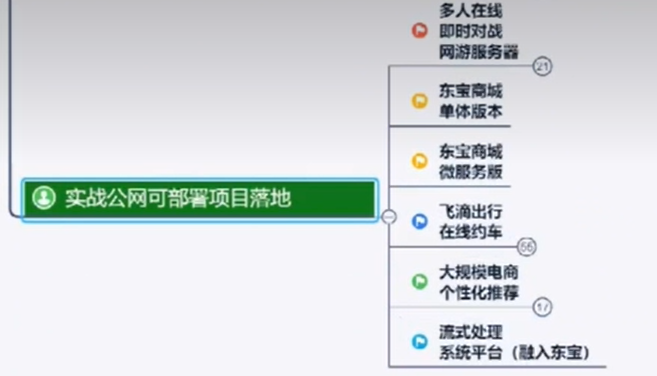 多人在线
即时对战
网游服务器
21
东宝商城
单体版本
东宝商城
微服务版
实战公网可部署项目落地
飞滴出行
在线约车
56
大规模电商
个性化推荐
17
流式处理
系统平台（融入东宝）